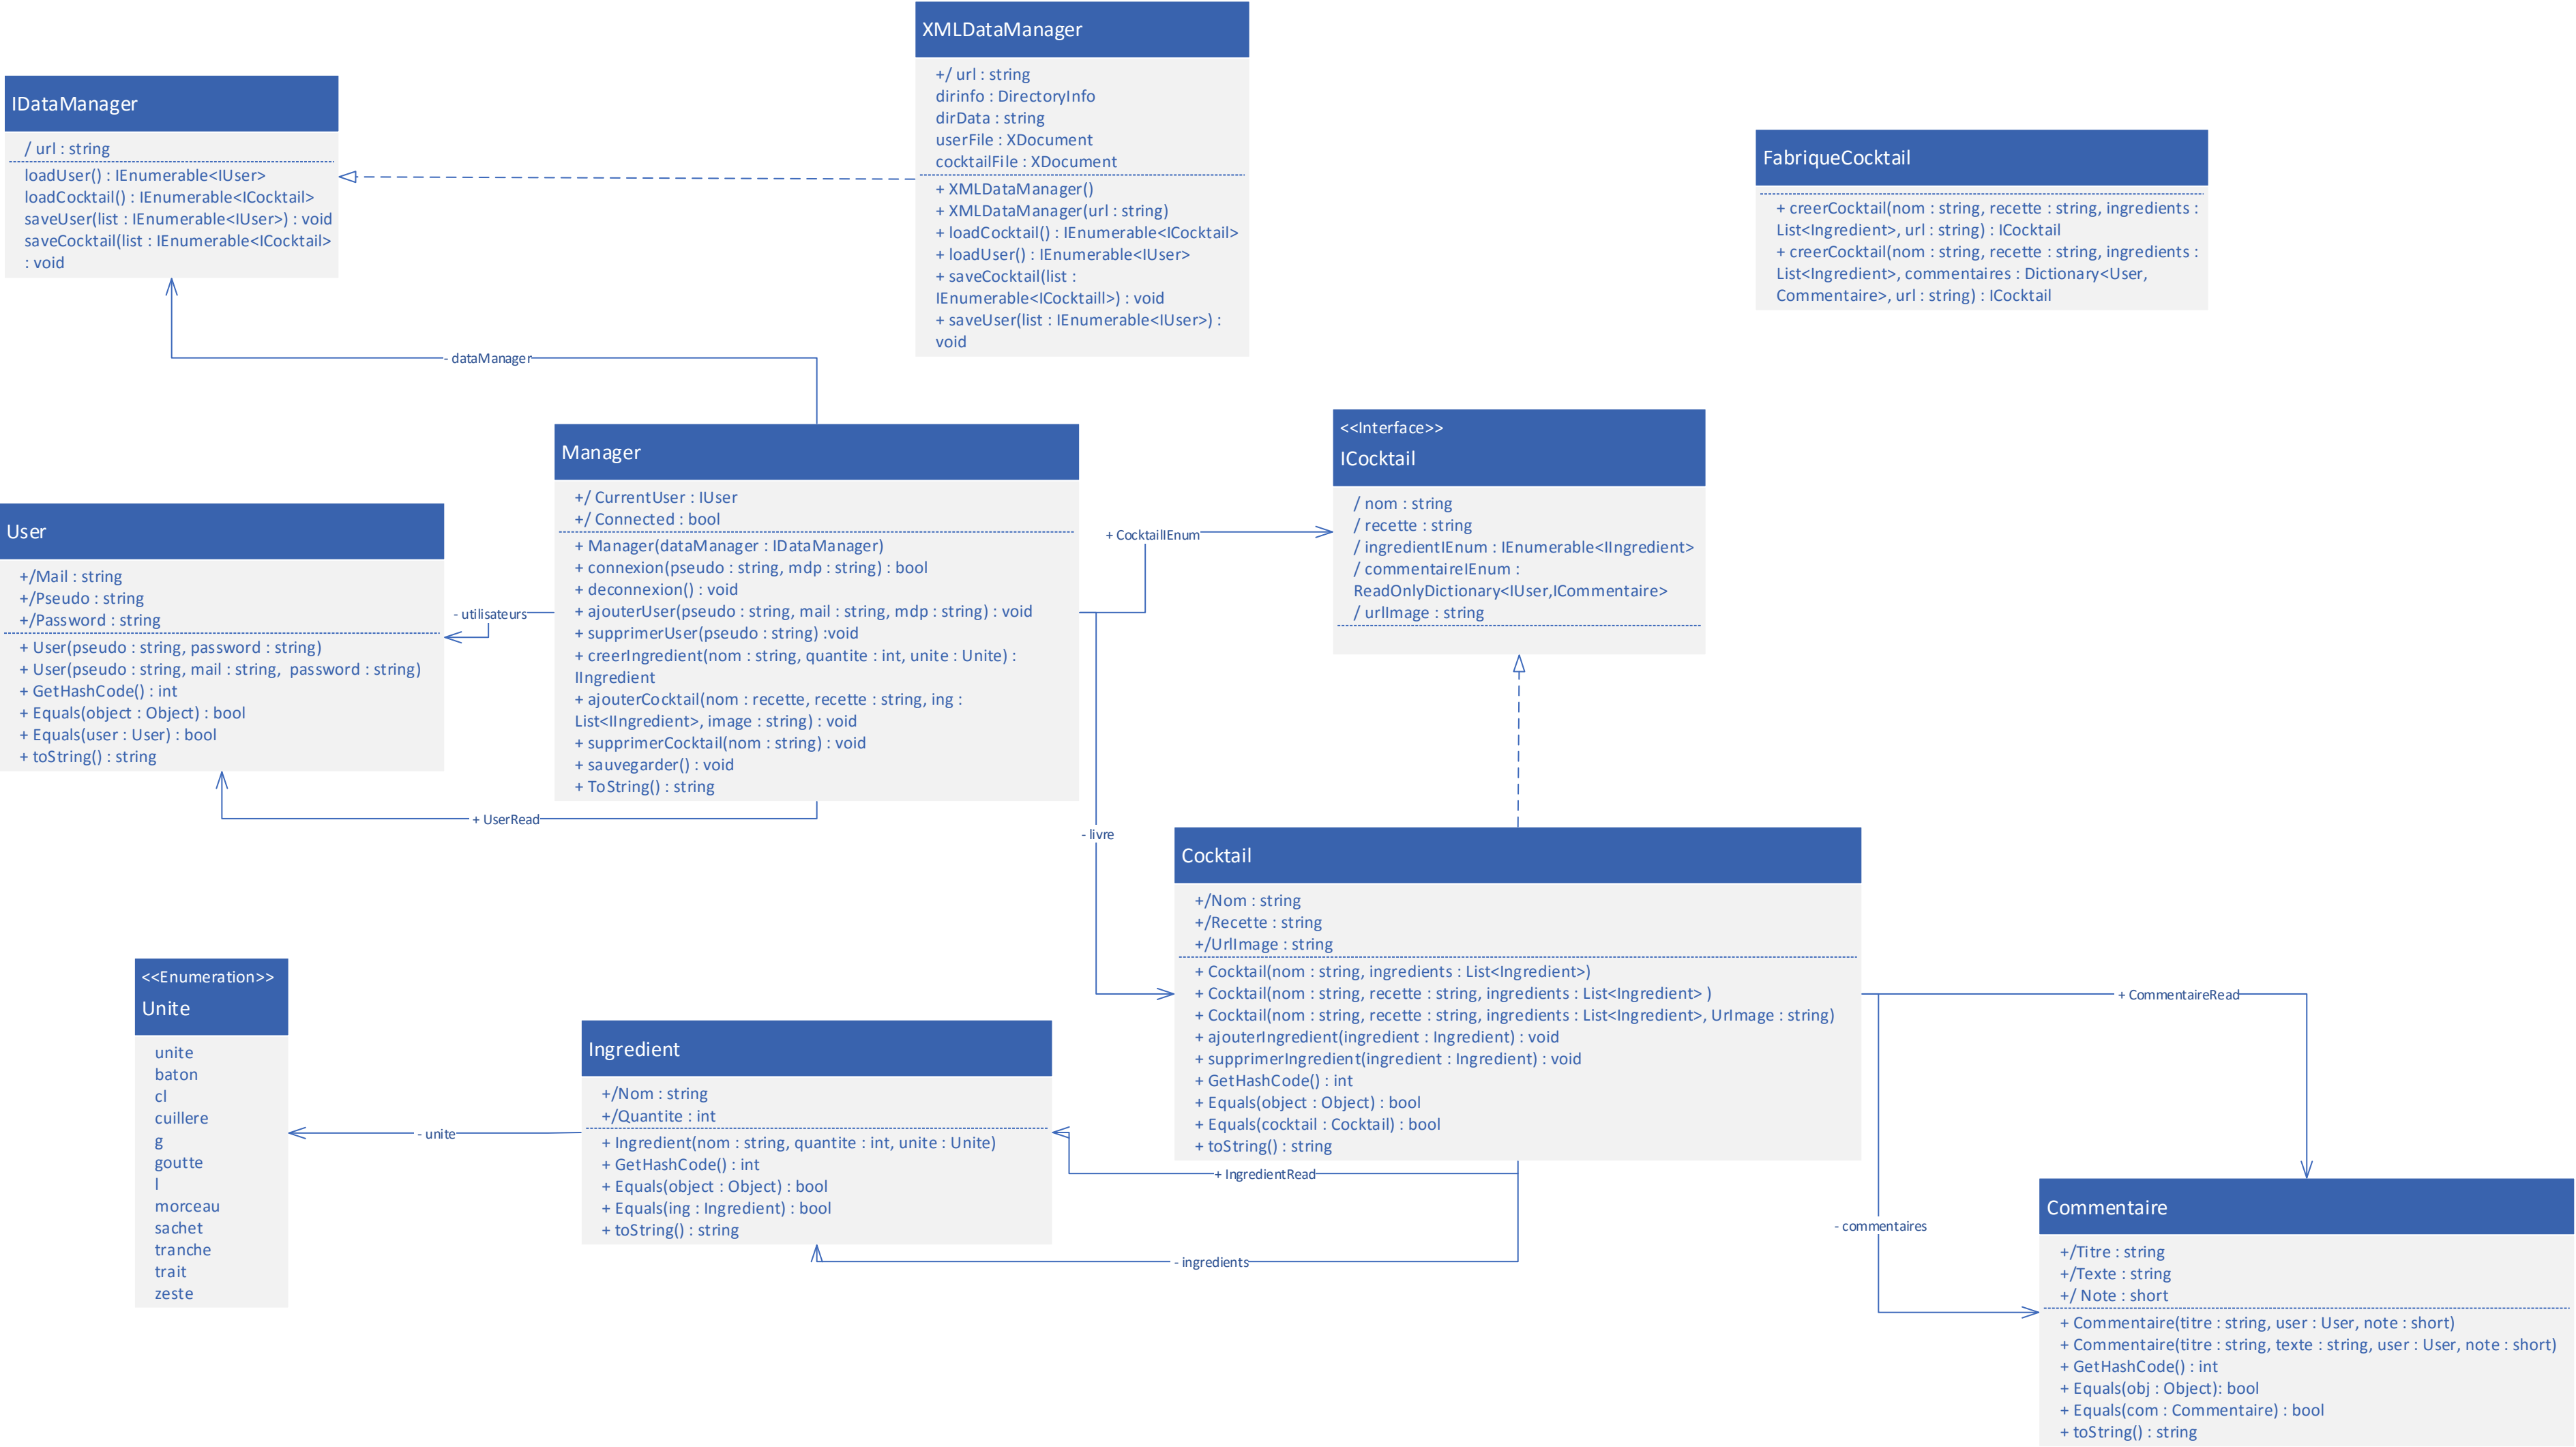 XMLDataManager
+/ url : string
dirinfo : DirectoryInfo
dirData : string
userFile : XDocument
cocktailFile : XDocument
+ XMLDataManager()
+ XMLDataManager(url : string)
+ loadCocktail() : IEnumerable<ICocktail>
+ loadUser() : IEnumerable<IUser>
+ saveCocktail(list :
IEnumerable<ICocktaill>) : void
+ saveUser(list : IEnumerable<IUser>) :
void
IDataManager
/ url : string
loadUser() : IEnumerable<IUser>
loadCocktail() : IEnumerable<ICocktail>
saveUser(list : IEnumerable<IUser>) : void
saveCocktail(list : IEnumerable<ICocktail>
: void
FabriqueCocktail
+ creerCocktail(nom : string, recette : string, ingredients :
List<Ingredient>, url : string) : ICocktail
+ creerCocktail(nom : string, recette : string, ingredients :
List<Ingredient>, commentaires : Dictionary<User,
Commentaire>, url : string) : ICocktail
- dataManager
Manager
+/ CurrentUser : IUser
+/ Connected : bool
+ Manager(dataManager : IDataManager)
+ connexion(pseudo : string, mdp : string) : bool
+ deconnexion() : void
+ ajouterUser(pseudo : string, mail : string, mdp : string) : void
+ supprimerUser(pseudo : string) :void
+ creerIngredient(nom : string, quantite : int, unite : Unite) :
IIngredient
+ ajouterCocktail(nom : recette, recette : string, ing :
List<IIngredient>, image : string) : void
+ supprimerCocktail(nom : string) : void
+ sauvegarder() : void
+ ToString() : string
<<Interface>>
ICocktail
/ nom : string
/ recette : string
/ ingredientIEnum : IEnumerable<IIngredient>
/ commentaireIEnum :
ReadOnlyDictionary<IUser,ICommentaire>
/ urlImage : string
+ CocktailIEnum
User
+/Mail : string
+/Pseudo : string
+/Password : string
+ User(pseudo : string, password : string)
+ User(pseudo : string, mail : string,  password : string)
+ GetHashCode() : int
+ Equals(object : Object) : bool
+ Equals(user : User) : bool
+ toString() : string
- utilisateurs
+ UserRead
- livre
Cocktail
+/Nom : string
+/Recette : string
+/UrlImage : string
+ Cocktail(nom : string, ingredients : List<Ingredient>)
+ Cocktail(nom : string, recette : string, ingredients : List<Ingredient> )
+ Cocktail(nom : string, recette : string, ingredients : List<Ingredient>, UrImage : string)
+ ajouterIngredient(ingredient : Ingredient) : void
+ supprimerIngredient(ingredient : Ingredient) : void
+ GetHashCode() : int
+ Equals(object : Object) : bool
+ Equals(cocktail : Cocktail) : bool
+ toString() : string
<<Enumeration>>
Unite
unite
baton
cl
cuillere
g
goutte
l
morceau
sachet
tranche
trait
zeste
- unite
Ingredient
+/Nom : string
+/Quantite : int
+ Ingredient(nom : string, quantite : int, unite : Unite)
+ GetHashCode() : int
+ Equals(object : Object) : bool
+ Equals(ing : Ingredient) : bool
+ toString() : string
+ IngredientRead
- ingredients
+ CommentaireRead
- commentaires
Commentaire
+/Titre : string
+/Texte : string
+/ Note : short
+ Commentaire(titre : string, user : User, note : short)
+ Commentaire(titre : string, texte : string, user : User, note : short)
+ GetHashCode() : int
+ Equals(obj : Object): bool
+ Equals(com : Commentaire) : bool
+ toString() : string